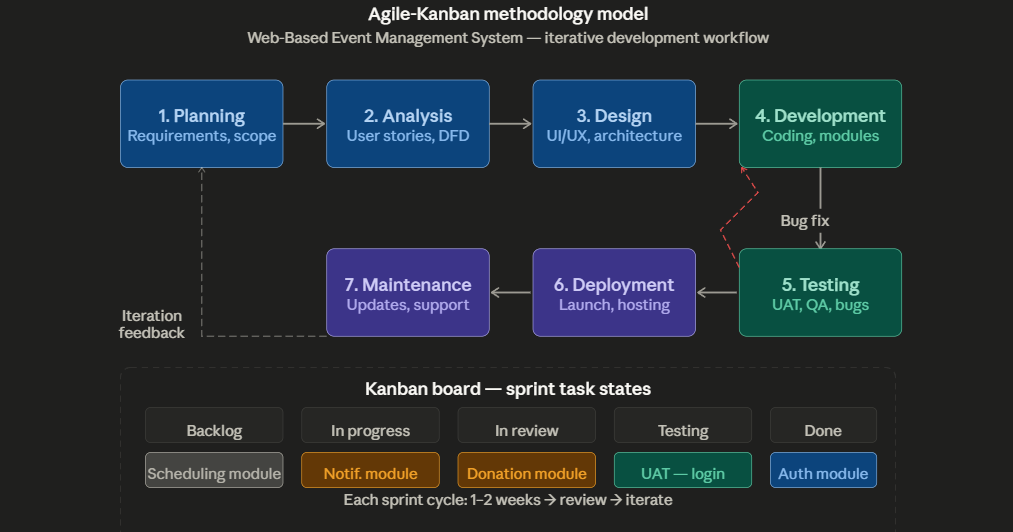 Agile-Kanban methodology model
Web-Based Event Management System — iterative development workflow
1. Planning
Requirements, scope
2. Analysis
User stories, DFD
3. Design
UI/UX, architecture
4. Development
Coding, modules
Bug fix
7. Maintenance
Updates, support
6. Deployment
Launch, hosting
5. Testing
UAT, QA, bugs
Iteration
feedback
Kanban board — sprint task states
Backlog
In progress
In review
Testing
Done
Scheduling module
Notif. module
Donation module
UAT — login
Auth module
Each sprint cycle: 1–2 weeks → review → iterate